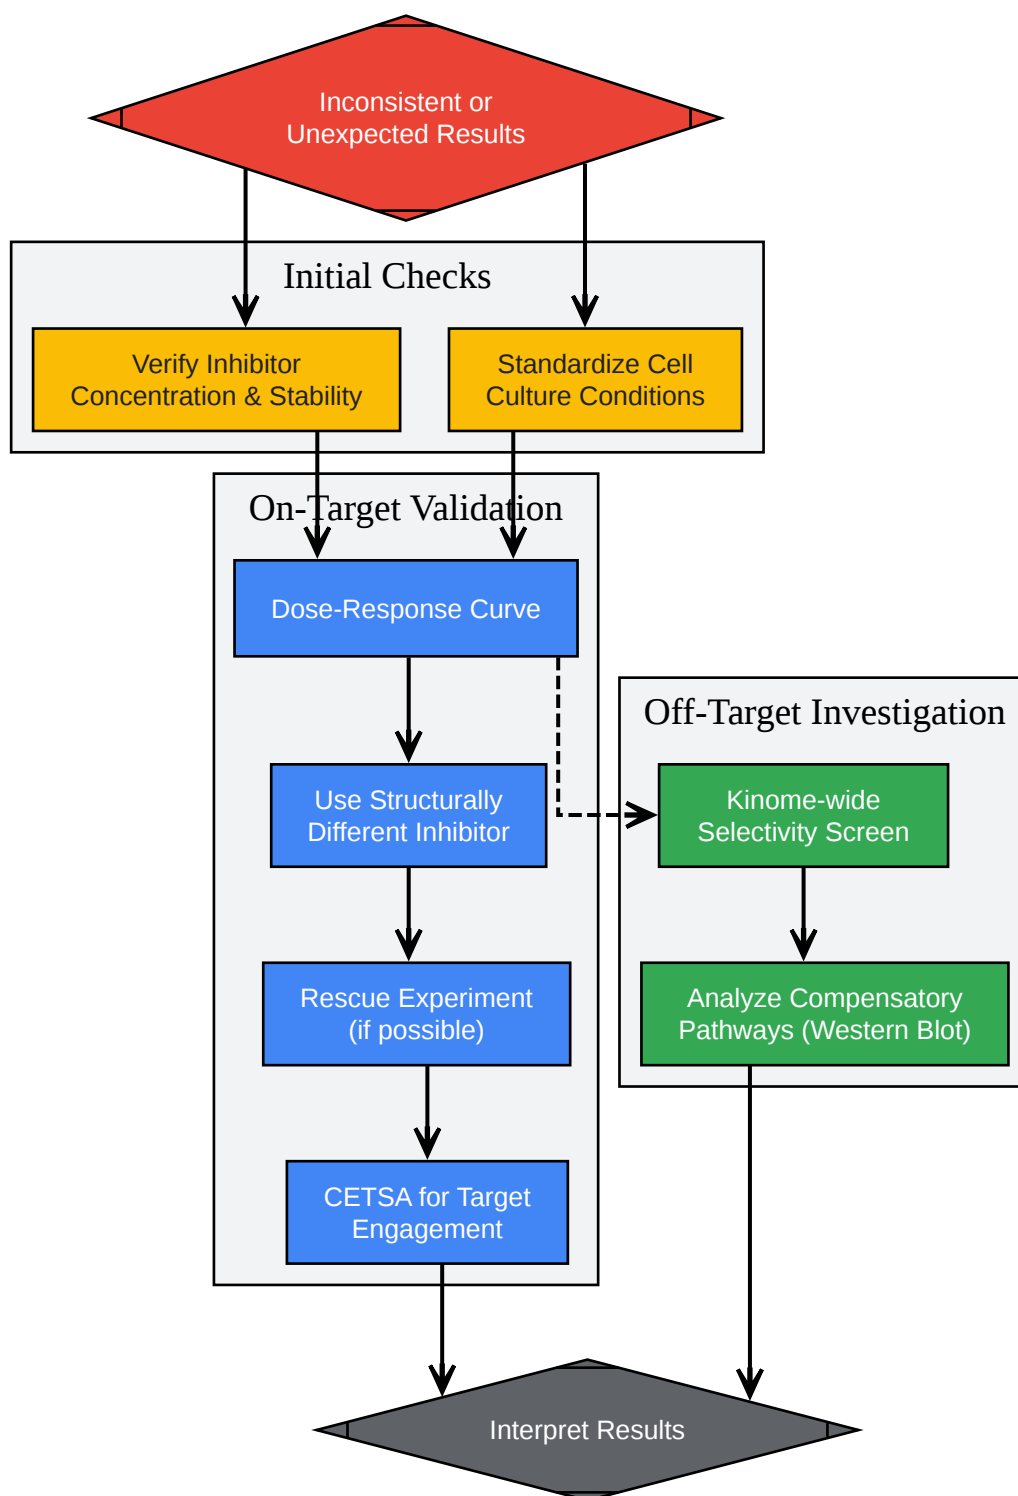 Inconsistent or
Unexpected Results
Initial Checks
Verify Inhibitor
Concentration & Stability
Standardize Cell
Culture Conditions
On-Target Validation
Dose-Response Curve
Use Structurally
Different Inhibitor
Rescue Experiment
(if possible)
CETSA for Target
Engagement
Off-Target Investigation
Kinome-wide
Selectivity Screen
Analyze Compensatory
Pathways (Western Blot)
Interpret Results